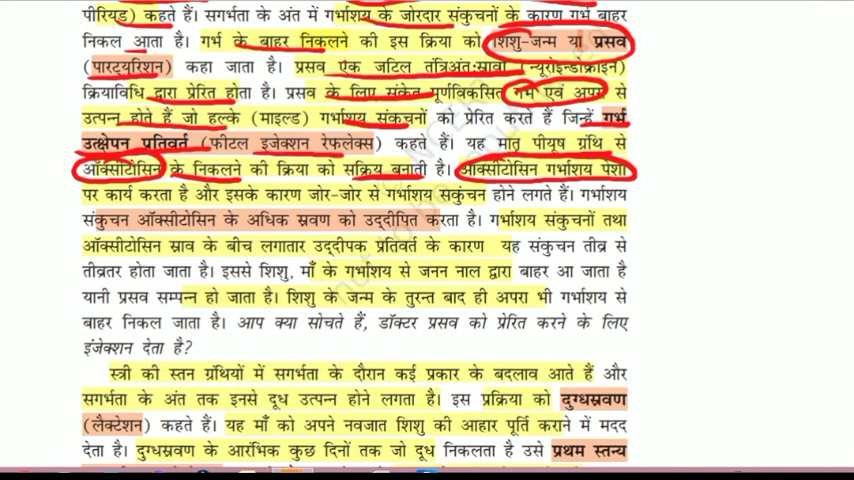 पीरियड) कहते हैं। सगर्भता के अंत में गर्भाशय के जोरदार संकुचनों के कारण गर्भ बाहर
निकल आता है। गर्भ के बाहर निकलने की इस क्रिया को शिशु-जन्म या प्रसव
(पारट्यूरिशन) कहा जाता है। प्रसव एक जटिल तंत्रिअंतःस्रावी (न्यूरोइन्डोक्राइन)
क्रियाविधि द्वारा प्रेरित होता है। प्रसव के लिए संकेत पूर्णविकसित गर्भ एवं अपरा से
उत्पन्न होते हैं जो हल्के (माइल्ड) गर्भाशय संकुचनों को प्रेरित करते हैं जिन्हें गर्भ
उत्क्षेपन प्रतिवर्त (फीटल इजेक्शन रेफलेक्स) कहते हैं। यह मातृ पीयूष ग्रंथि से
ऑक्सीटोसिन के निकलने की क्रिया को सक्रिय बनाती है। ऑक्सीटोसिन गर्भाशय पेशी
पर कार्य करता है और इसके कारण जोर-जोर से गर्भाशय सकुंचन होने लगते हैं। गर्भाशय
संकुचन ऑक्सीटोसिन के अधिक स्रवण को उद्दीपित करता है। गर्भाशय संकुचनों तथा
ऑक्सीटोसिन स्राव के बीच लगातार उद्दीपक प्रतिवर्त के कारण यह संकुचन तीव्र से
तीव्रतर होता जाता है। इससे शिशु, माँ के गर्भाशय से जनन नाल द्वारा बाहर आ जाता है
यानी प्रसव सम्पन्न हो जाता है। शिशु के जन्म के तुरन्त बाद ही अपरा भी गर्भाशय से
बाहर निकल जाता है। आप क्या सोचते हैं, डॉक्टर प्रसव को प्रेरित करने के लिए
इंजेक्शन देता है?
स्त्री की स्तन ग्रंथियों में सगर्भता के दौरान कई प्रकार के बदलाव आते हैं और
सगर्भता के अंत तक इनसे दूध उत्पन्न होने लगता है। इस प्रक्रिया को दुग्धस्रवण
(लैक्टेशन) कहते हैं। यह माँ को अपने नवजात शिशु की आहार पूर्ति कराने में मदद
देता है। दुग्धस्रवण के आरंभिक कुछ दिनों तक जो दूध निकलता है उसे प्रथम स्तन्य